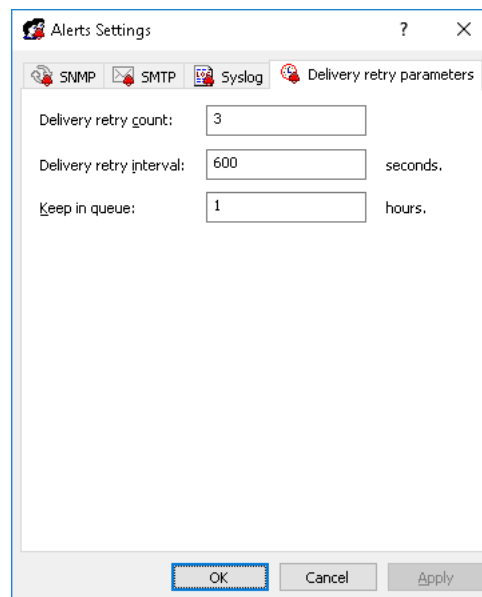 Alerts Settings ?
SNMP SMTP Syslog Delivery retry parameters
Delivery retry count: 3
Delivery retry interval: 600 seconds.
Keep in queue: 1 hours.
OK Cancel Apply